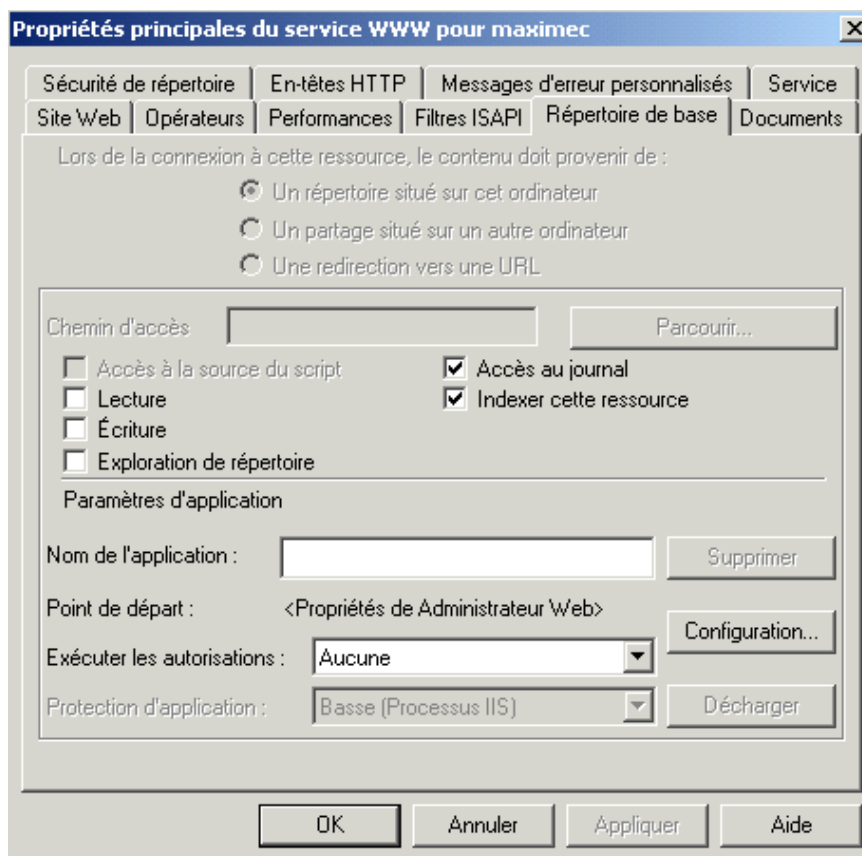 Propriétés principales du service WWW pour maximec
Sécurité de répertoire En-têtes HTTP Messages d'erreur personnalisés Service
Site Web Opérateurs Performances Filtres ISAPI Répertoire de base Documents
Lors de la connexion à cette ressource, le contenu doit provenir de :
Un répertoire situé sur cet ordinateur
Un partage situé sur un autre ordinateur
Une redirection vers une URL
Chemin d'accès Parcourir...
Accès à la source du script Accès au journal
Lecture Indexer cette ressource
Écriture
Exploration de répertoire
Paramètres d'application
Nom de l'application : Supprimer
Point de départ : <Propriétés de Administrateur Web>
Configuration...
Exécuter les autorisations : Aucune
Protection d'application : Basse (Processus IIS) Décharger
OK Annuler Appliquer Aide